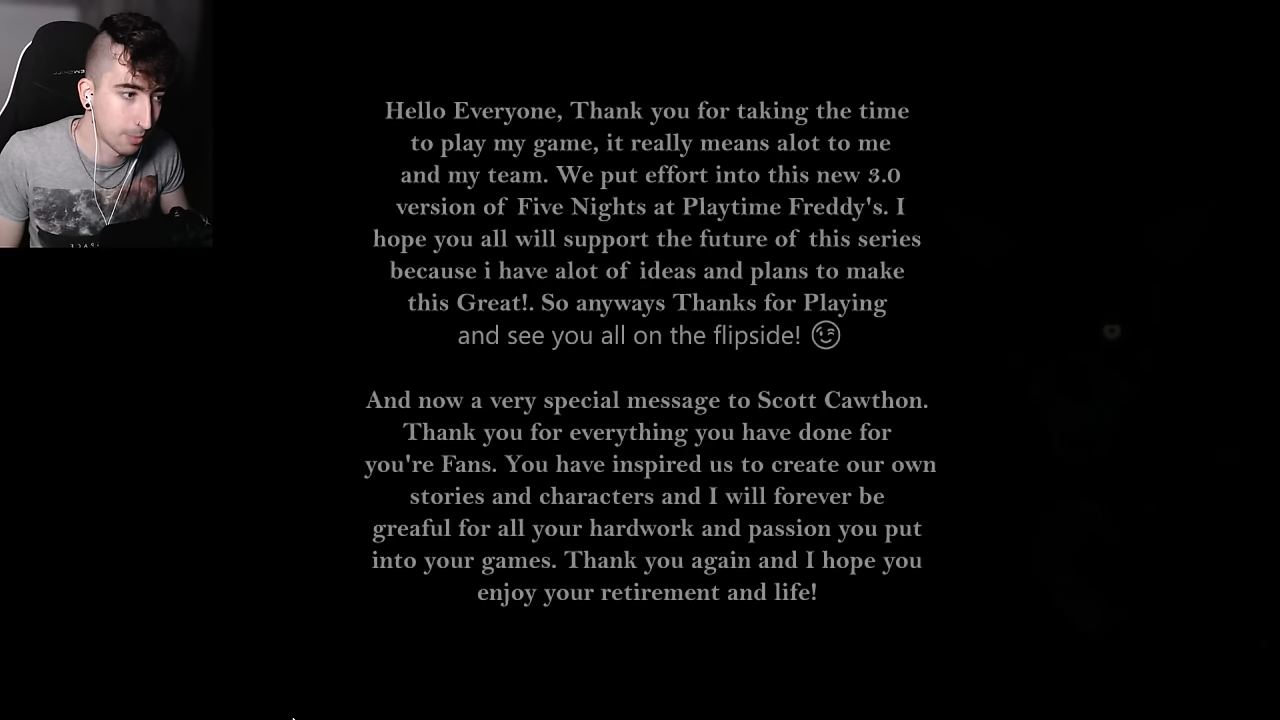 Hello Everyone, Thank you for taking the time
to play my game, it really means alot to me
and my team. We put effort into this new 3.0
version of Five Nights at Playtime Freddy's. I
hope you all will support the future of this series
because i have alot of ideas and plans to make
this Great!. So anyways Thanks for Playing
and see you all on the flipside! 😉
And now a very special message to Scott Cawthon.
Thank you for everything you have done for
you're Fans. You have inspired us to create our own
stories and characters and I will forever be
greaful for all your hardwork and passion you put
into your games. Thank you again and I hope you
enjoy your retirement and life!